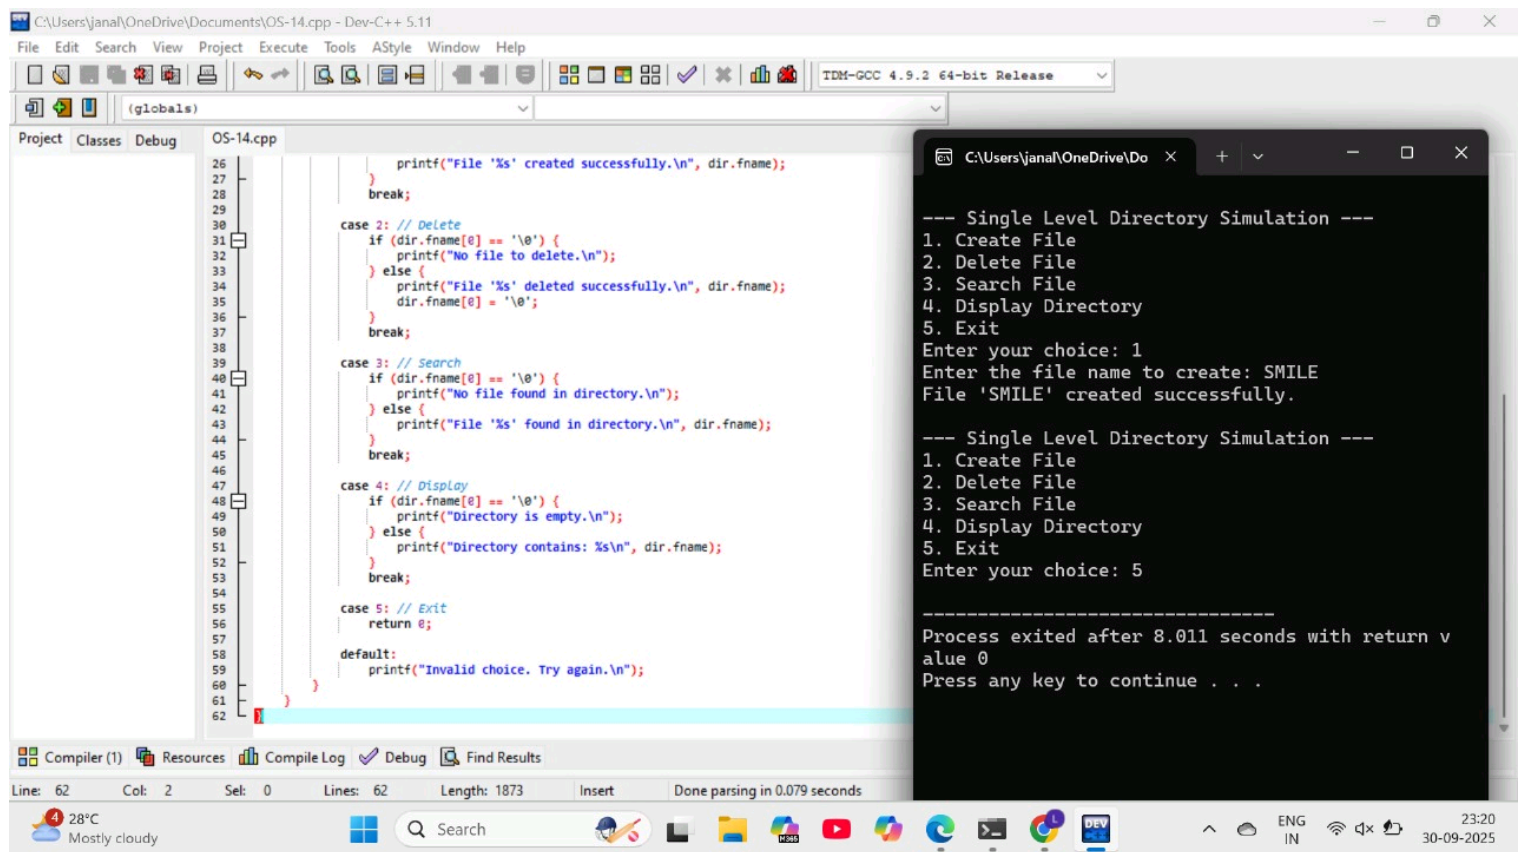 C:\Users\janal\OneDrive\Documents\OS-14.cpp - Dev-C++ 5.11
File Edit Search View Project Execute Tools AStyle Window Help
TDM-GCC 4.9.2 64-bit Release
(globals)
Project Classes Debug OS-14.cpp
26 printf("File '%s' created successfully.\n", dir.fname);
27 }
28 break;
29
30 case 2: // Delete
31 if (dir.fname[0] == '\0') {
32 printf("No file to delete.\n");
33 } else {
34 printf("File '%s' deleted successfully.\n", dir.fname);
35 dir.fname[0] = '\0';
36 }
37 break;
38
39 case 3: // Search
40 if (dir.fname[0] == '\0') {
41 printf("No file found in directory.\n");
42 } else {
43 printf("File '%s' found in directory.\n", dir.fname);
44 }
45 break;
46
47 case 4: // Display
48 if (dir.fname[0] == '\0') {
49 printf("Directory is empty.\n");
50 } else {
51 printf("Directory contains: %s\n", dir.fname);
52 }
53 break;
54
55 case 5: // Exit
56 return 0;
57
58 default:
59 printf("Invalid choice. Try again.\n");
60 }
61 }
62 }
C:\Users\janal\OneDrive\Do
--- Single Level Directory Simulation ---
1. Create File
2. Delete File
3. Search File
4. Display Directory
5. Exit
Enter your choice: 1
Enter the file name to create: SMILE
File 'SMILE' created successfully.
--- Single Level Directory Simulation ---
1. Create File
2. Delete File
3. Search File
4. Display Directory
5. Exit
Enter your choice: 5
--------------------------------
Process exited after 8.011 seconds with return v
alue 0
Press any key to continue . . .
Compiler (1) Resources Compile Log Debug Find Results
Line: 62 Col: 2 Sel: 0 Lines: 62 Length: 1873 Insert Done parsing in 0.079 seconds
4 28°C
Mostly cloudy
Search
M365
L
DEV
ENG
IN
23:20
30-09-2025